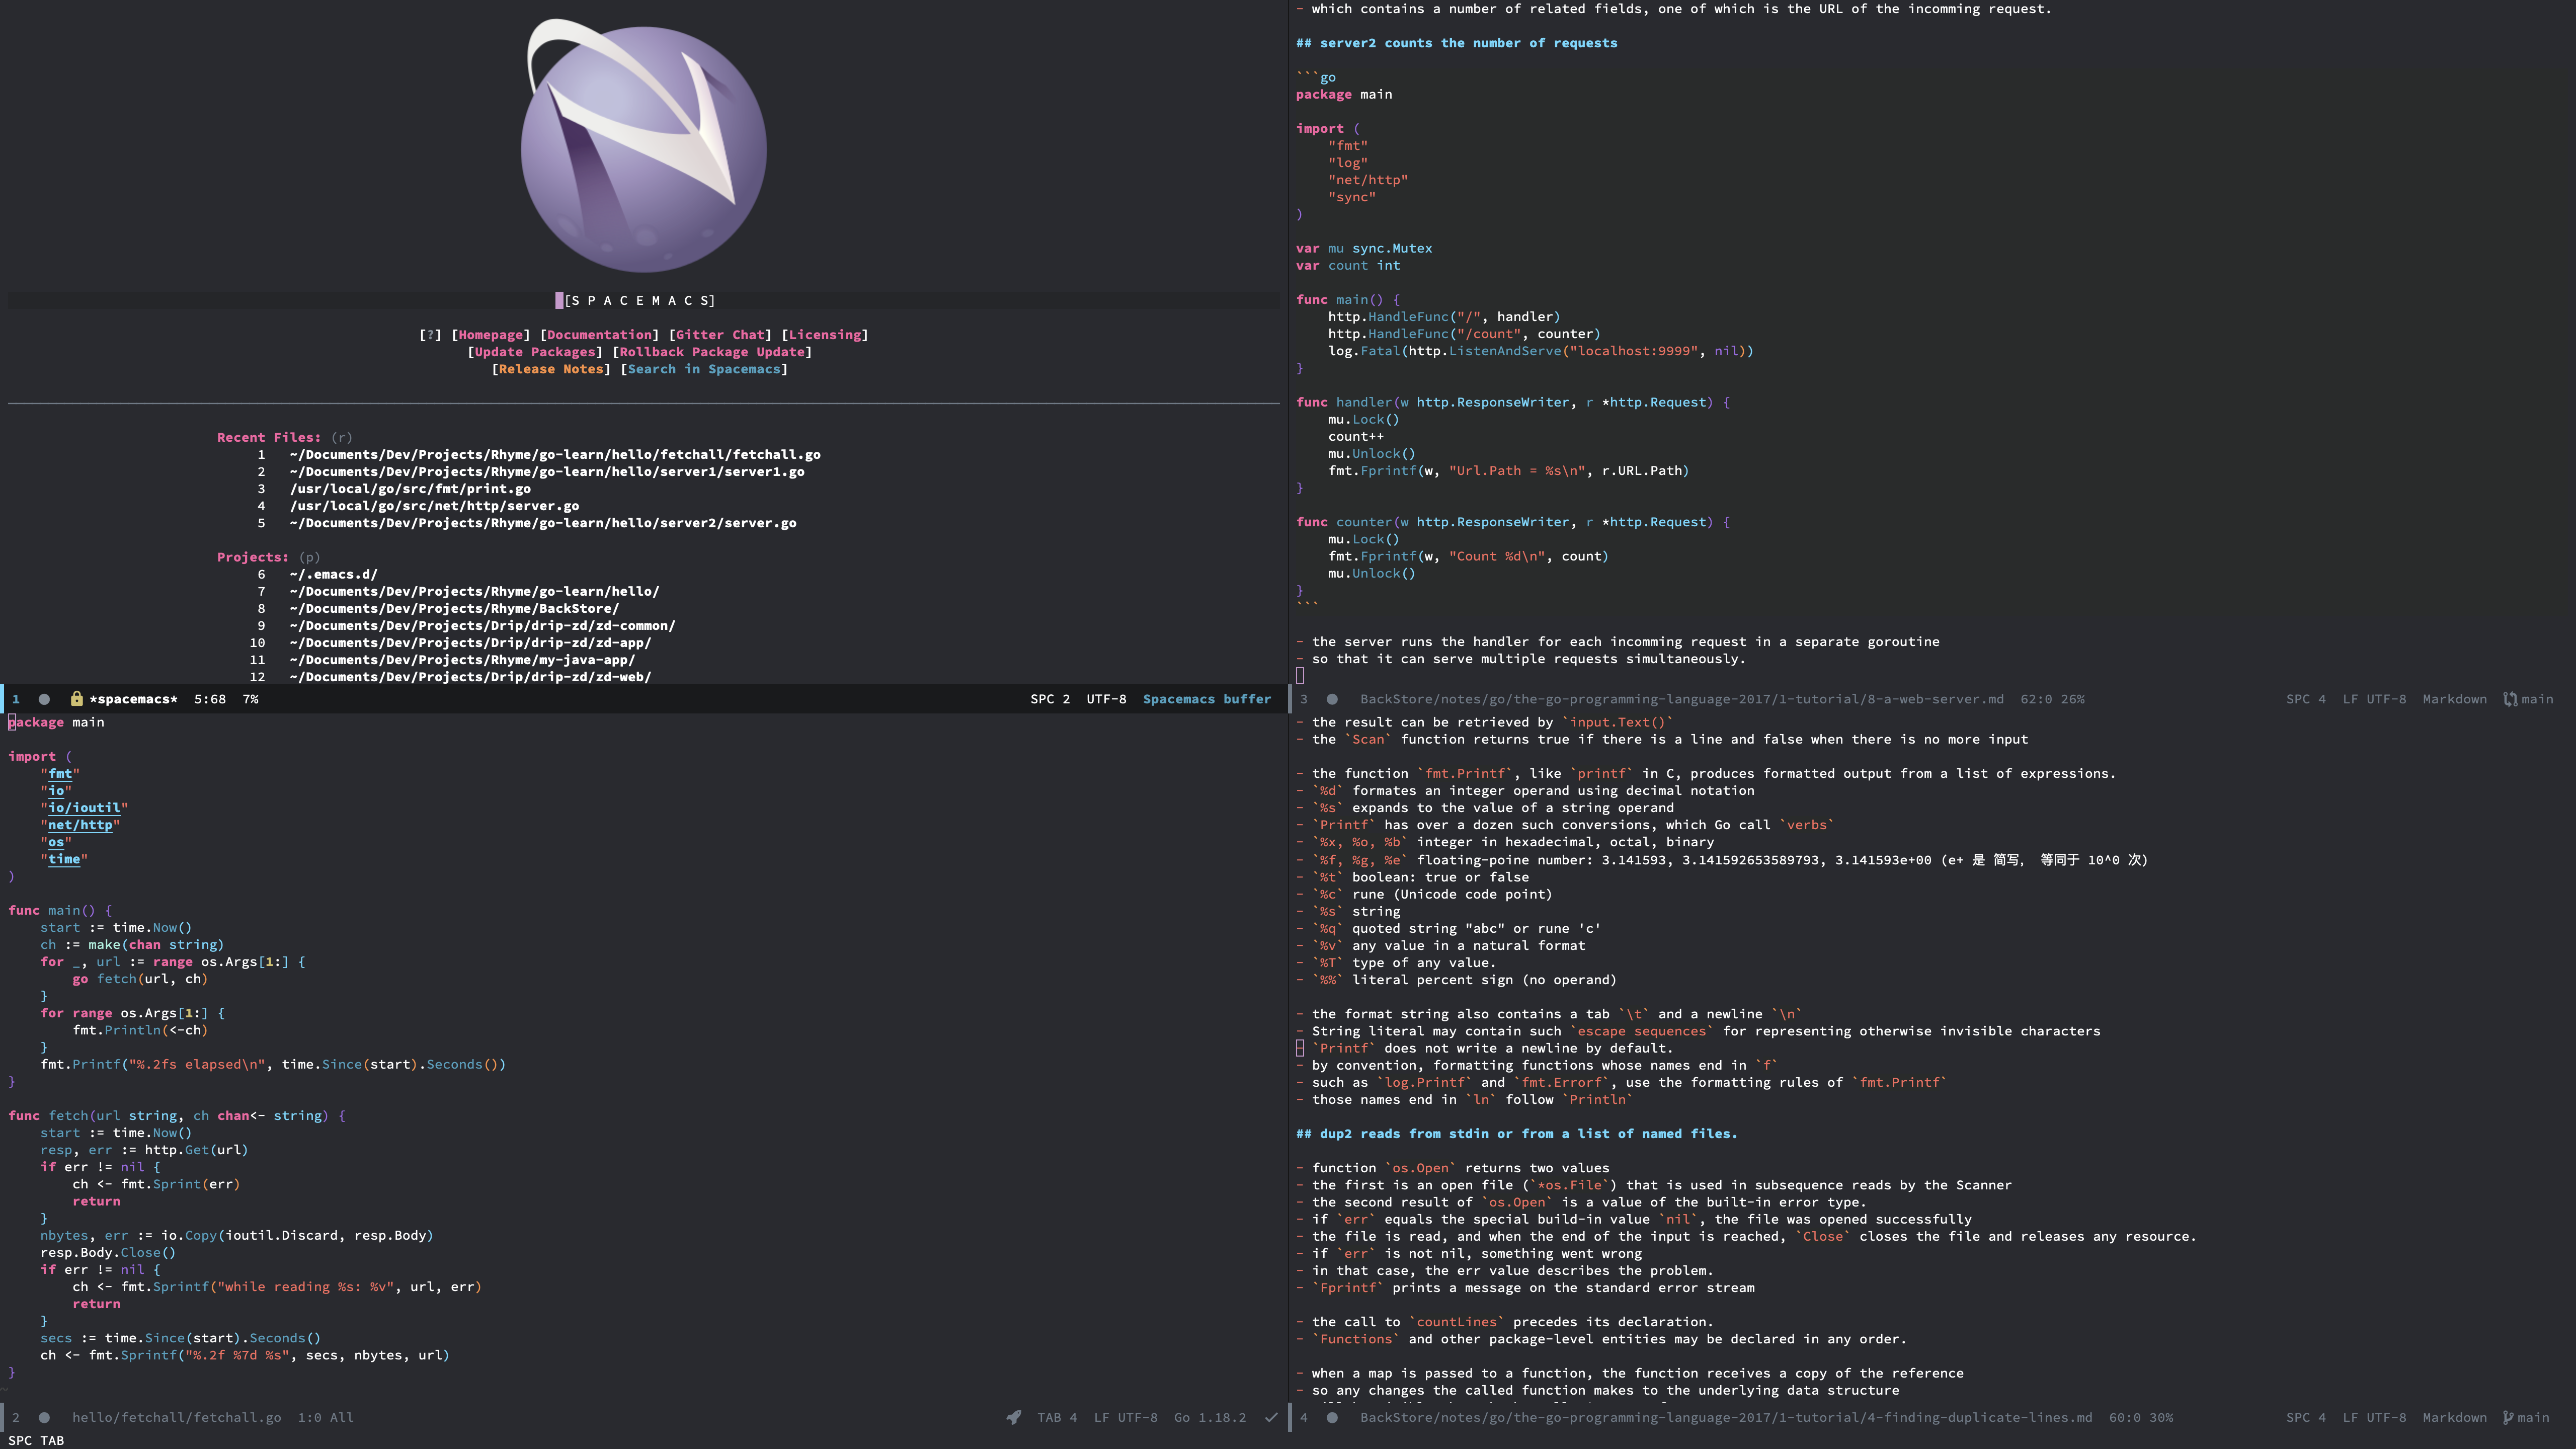 [S P A C E M A C S]
[?] [Homepage] [Documentation] [Gitter Chat] [Licensing]
[Update Packages] [Rollback Package Update]
[Release Notes] [Search in Spacemacs]
Recent Files: (r)
1 ~/Documents/Dev/Projects/Rhyme/go-learn/hello/fetchall/fetchall.go
2 ~/Documents/Dev/Projects/Rhyme/go-learn/hello/server1/server1.go
3 /usr/local/go/src/fmt/print.go
4 /usr/local/go/src/net/http/server.go
5 ~/Documents/Dev/Projects/Rhyme/go-learn/hello/server2/server.go
Projects: (p)
6 ~/.emacs.d/
7 ~/Documents/Dev/Projects/Rhyme/go-learn/hello/
8 ~/Documents/Dev/Projects/Rhyme/BackStore/
9 ~/Documents/Dev/Projects/Drip/drip-zd/zd-common/
10 ~/Documents/Dev/Projects/Drip/drip-zd/zd-app/
11 ~/Documents/Dev/Projects/Rhyme/my-java-app/
12 ~/Documents/Dev/Projects/Drip/drip-zd/zd-web/
1 *spacemacs* 5:68 7% SPC 2 UTF-8 Spacemacs buffer
package main
import (
    "fmt"
    "io"
    "io/ioutil"
    "net/http"
    "os"
    "time"
)
func main() {
    start := time.Now()
    ch := make(chan string)
    for _, url := range os.Args[1:] {
        go fetch(url, ch)
    }
    for range os.Args[1:] {
        fmt.Println(<-ch)
    }
    fmt.Printf("%.2fs elapsed\n", time.Since(start).Seconds())
}
func fetch(url string, ch chan<- string) {
    start := time.Now()
    resp, err := http.Get(url)
    if err != nil {
        ch <- fmt.Sprint(err)
        return
    }
    nbytes, err := io.Copy(ioutil.Discard, resp.Body)
    resp.Body.Close()
    if err != nil {
        ch <- fmt.Sprintf("while reading %s: %v", url, err)
        return
    }
    secs := time.Since(start).Seconds()
    ch <- fmt.Sprintf("%.2f %7d %s", secs, nbytes, url)
}
~
2 hello/fetchall/fetchall.go 1:0 All TAB 4 LF UTF-8 Go 1.18.2
SPC TAB
- which contains a number of related fields, one of which is the URL of the incomming request.
## server2 counts the number of requests
```go
package main
import (
    "fmt"
    "log"
    "net/http"
    "sync"
)
var mu sync.Mutex
var count int
func main() {
    http.HandleFunc("/", handler)
    http.HandleFunc("/count", counter)
    log.Fatal(http.ListenAndServe("localhost:9999", nil))
}
func handler(w http.ResponseWriter, r *http.Request) {
    mu.Lock()
    count++
    mu.Unlock()
    fmt.Fprintf(w, "Url.Path = %s\n", r.URL.Path)
}
func counter(w http.ResponseWriter, r *http.Request) {
    mu.Lock()
    fmt.Fprintf(w, "Count %d\n", count)
    mu.Unlock()
}
```
- the server runs the handler for each incomming request in a separate goroutine
- so that it can serve multiple requests simultaneously.
3 BackStore/notes/go/the-go-programming-language-2017/1-tutorial/8-a-web-server.md 62:0 26% SPC 4 LF UTF-8 Markdown main
- the result can be retrieved by `input.Text()`
- the `Scan` function returns true if there is a line and false when there is no more input
- the function `fmt.Printf`, like `printf` in C, produces formatted output from a list of expressions.
- `%d` formates an integer operand using decimal notation
- `%s` expands to the value of a string operand
- `Printf` has over a dozen such conversions, which Go call `verbs`
- `%x, %o, %b` integer in hexadecimal, octal, binary
- `%f, %g, %e` floating-poine number: 3.141593, 3.141592653589793, 3.141593e+00 (e+ 是 简写， 等同于 10^0 次)
- `%t` boolean: true or false
- `%c` rune (Unicode code point)
- `%s` string
- `%q` quoted string "abc" or rune 'c'
- `%v` any value in a natural format
- `%T` type of any value.
- `%%` literal percent sign (no operand)
- the format string also contains a tab `\t` and a newline `\n`
- String literal may contain such `escape sequences` for representing otherwise invisible characters
- `Printf` does not write a newline by default.
- by convention, formatting functions whose names end in `f`
- such as `log.Printf` and `fmt.Errorf`, use the formatting rules of `fmt.Printf`
- those names end in `ln` follow `Println`
## dup2 reads from stdin or from a list of named files.
- function `os.Open` returns two values
- the first is an open file (`*os.File`) that is used in subsequence reads by the Scanner
- the second result of `os.Open` is a value of the built-in error type.
- if `err` equals the special build-in value `nil`, the file was opened successfully
- the file is read, and when the end of the input is reached, `Close` closes the file and releases any resource.
- if `err` is not nil, something went wrong
- in that case, the err value describes the problem.
- `Fprintf` prints a message on the standard error stream
- the call to `countLines` precedes its declaration.
- `Functions` and other package-level entities may be declared in any order.
- when a map is passed to a function, the function receives a copy of the reference
- so any changes the called function makes to the underlying data structure
4 BackStore/notes/go/the-go-programming-language-2017/1-tutorial/4-finding-duplicate-lines.md 60:0 30% SPC 4 LF UTF-8 Markdown main